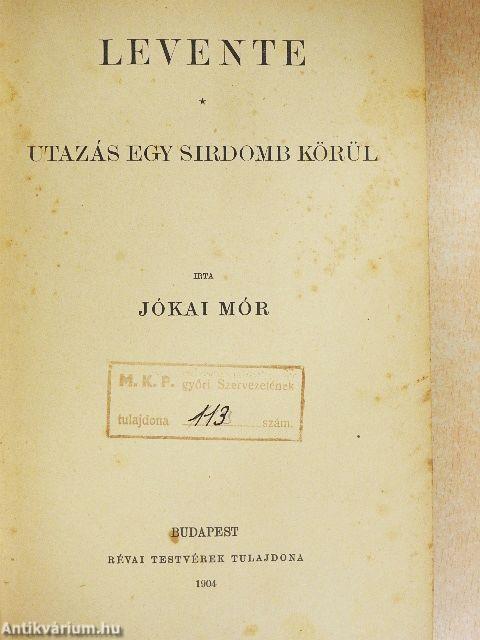 LEVENTE
*
UTAZÁS EGY SIRDOMB KÖRÜL
IRTA
JÓKAI MÓR
M. K. P. győri Szervezetének
tulajdona 113 szám.
BUDAPEST
RÉVAI TESTVÉREK TULAJDONA
1904
Antikvárium.hu